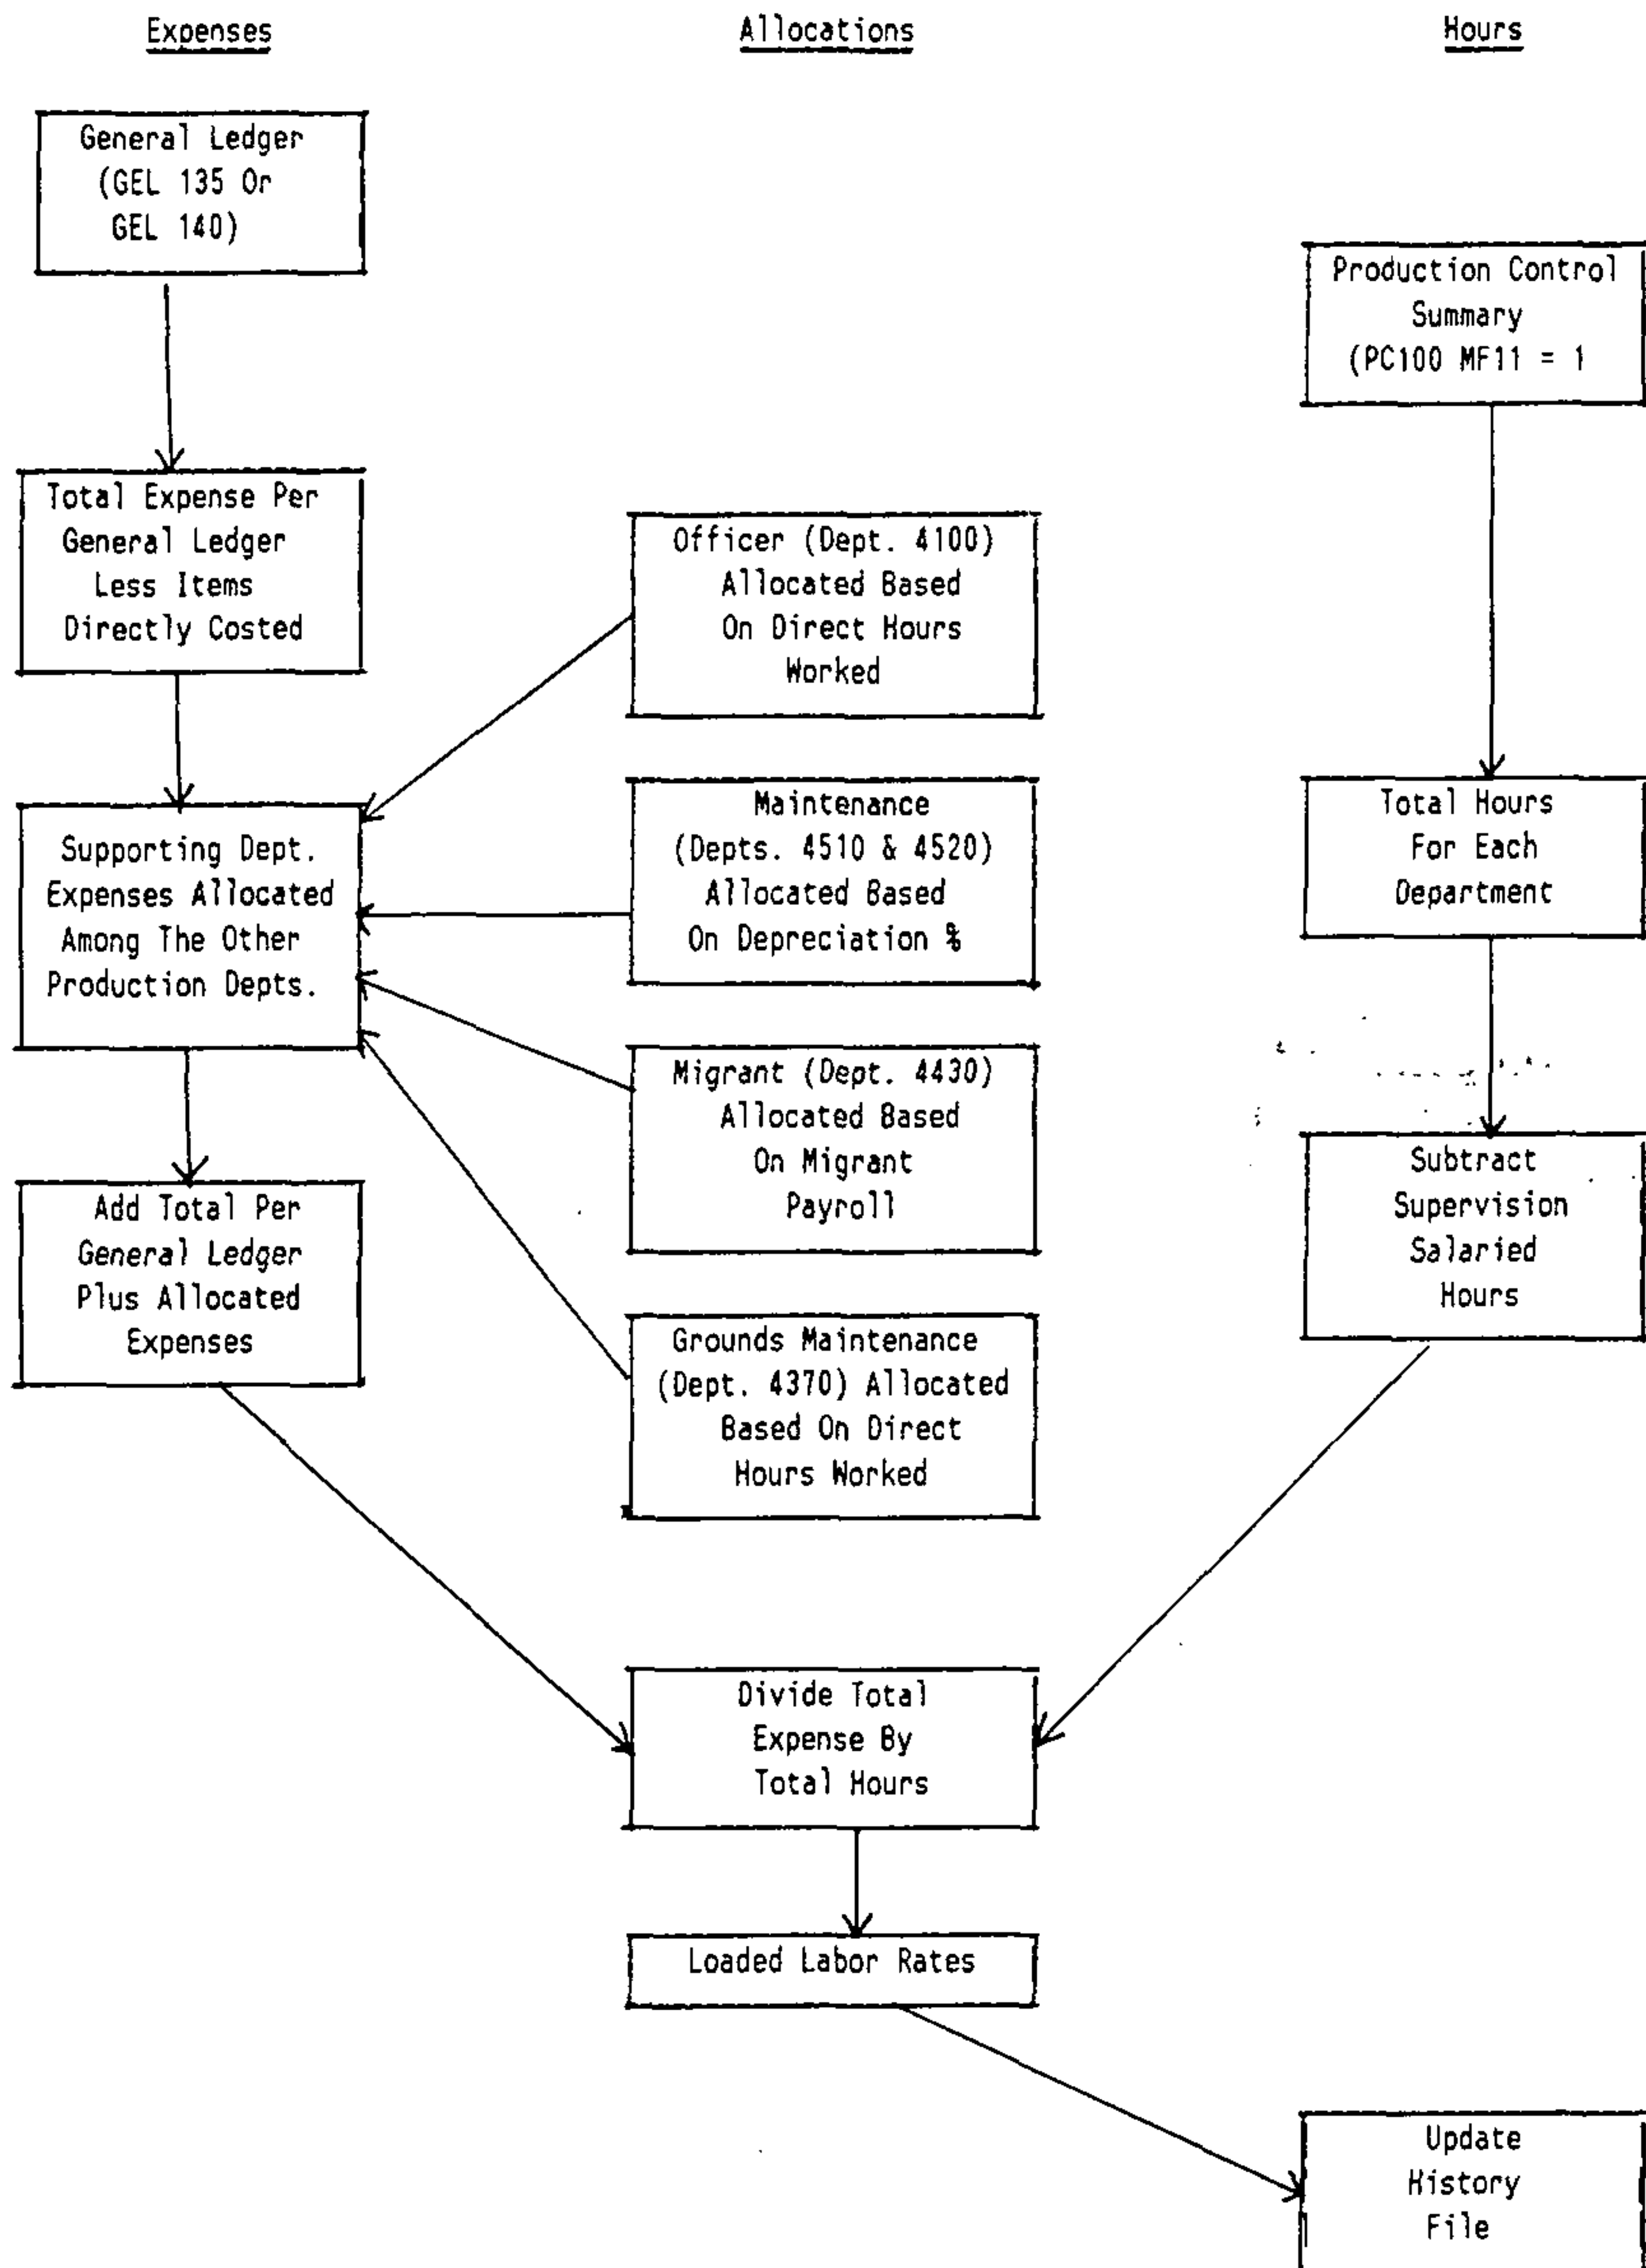 Expenses
Allocations
Hours
General Ledger
(GEL 135 Or
GEL 140)
Production Control
Summary
(PC100 MF11 = 1
Total Expense Per
General Ledger
Less Items
Directly Costed
Officer (Dept. 4100)
Allocated Based
On Direct Hours
Worked
Supporting Dept.
Expenses Allocated
Among The Other
Production Depts.
Maintenance
(Depts. 4510 & 4520)
Allocated Based
On Depreciation %
Total Hours
For Each
Department
Migrant (Dept. 4430)
Allocated Based
On Migrant
Payroll
Subtract
Supervision
Salaried
Hours
Add Total Per
General Ledger
Plus Allocated
Expenses
Grounds Maintenance
(Dept. 4370) Allocated
Based On Direct
Hours Worked
Divide Total
Expense By
Total Hours
Loaded Labor Rates
Update
History
File